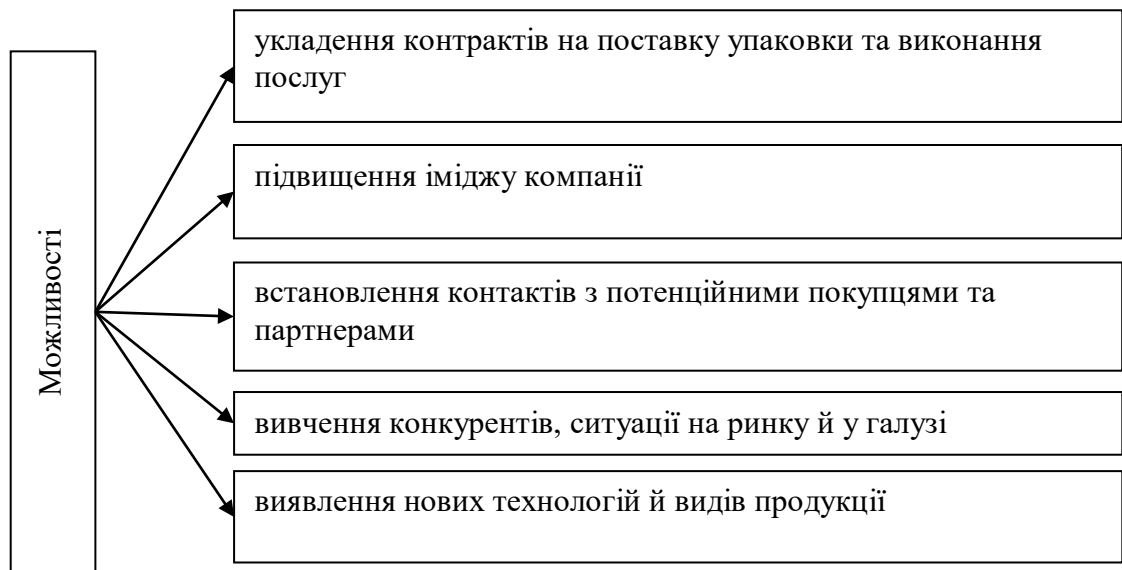 Можливості
укладення контрактів на поставку упаковки та виконання
послуг
підвищення іміджу компанії
встановлення контактів з потенційними покупцями та
партнерами
вивчення конкурентів, ситуації на ринку й у галузі
виявлення нових технологій й видів продукції